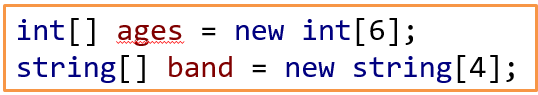 int[] ages = new int[6];
string[] band = new string[4];